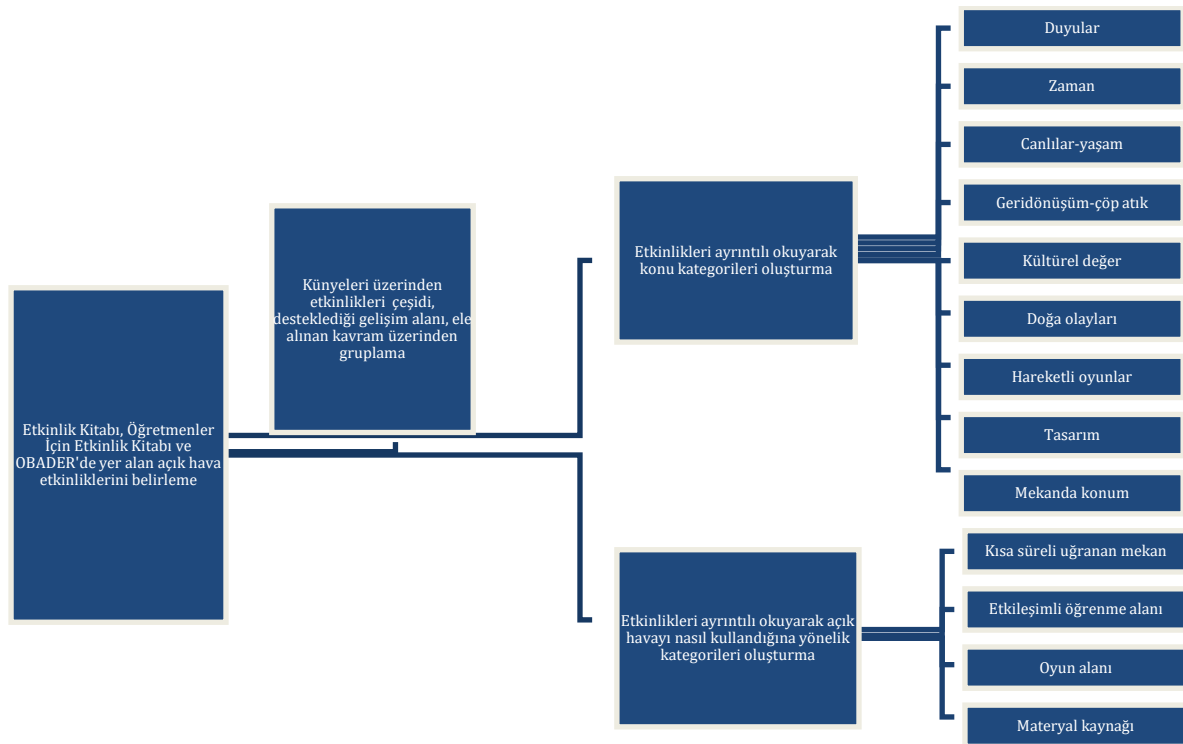 Etkinlik Kitabı, Öğretmenler
İçin Etkinlik Kitabı ve
OBADER'de yer alan açık hava
etkinliklerini belirleme
Künyeleri üzerinden
etkinlikleri çeşidi,
desteklediği gelişim alanı, ele
alınan kavram üzerinden
gruplama
Etkinlikleri ayrıntılı okuyarak
konu kategorileri oluşturma
Duyular
Zaman
Canlılar-yaşam
Geridönüşüm-çöp atık
Kültürel değer
Doğa olayları
Hareketli oyunlar
Tasarım
Mekanda konum
Etkinlikleri ayrıntılı okuyarak açık
havayı nasıl kullandığına yönelik
kategorileri oluşturma
Kısa süreli uğranan mekan
Etkileşimli öğrenme alanı
Oyun alanı
Materyal kaynağı